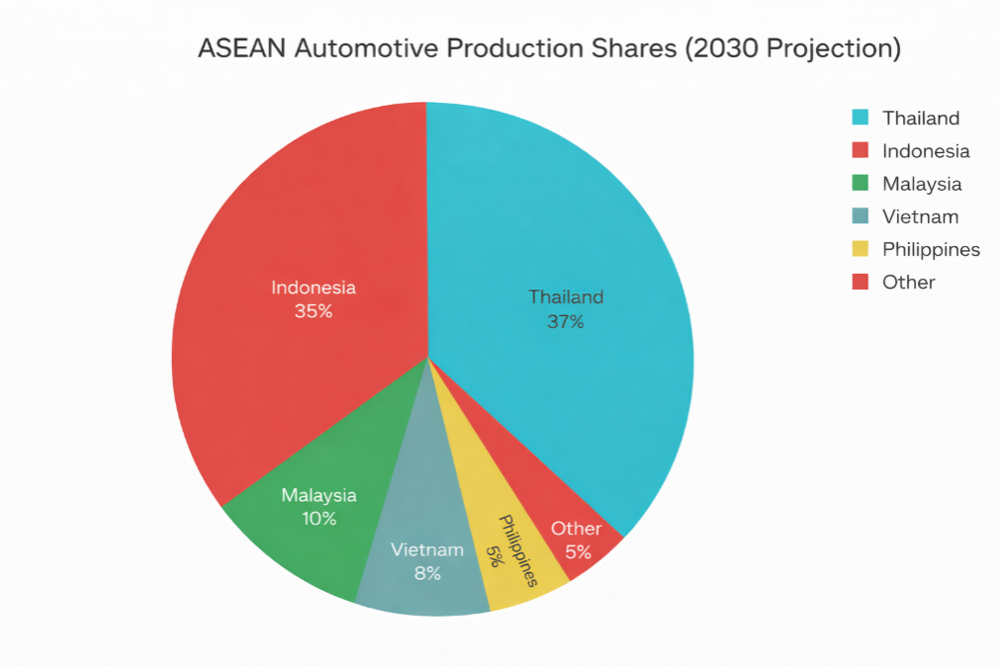 ASEAN Automotive Production Shares (2030 Projection)
Thailand
Indonesia
Malaysia
Vietnam
Philippines
Other
Indonesia
35%
Thailand
37%
Malaysia
10%
Vietnam
8%
Philippines
5%
Other
5%